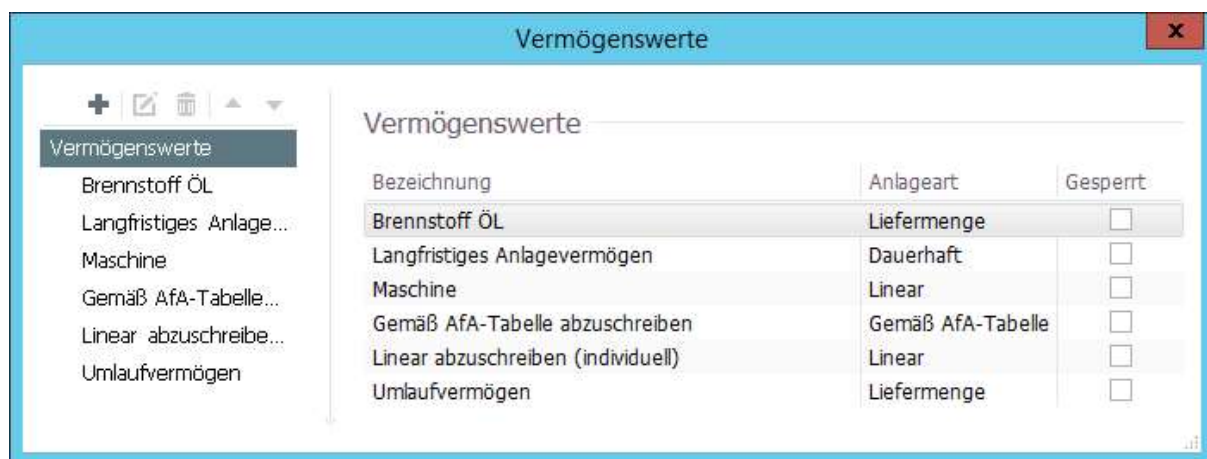 Vermögenswerte
x
Vermögenswerte
Brennstoff ÖL
Langfristiges Anlage...
Maschine
Gemäß AfA-Tabelle...
Linear abzuschreibe...
Umlaufvermögen
Vermögenswerte
Bezeichnung Anlageart Gesperrt
Brennstoff ÖL Liefermenge
Langfristiges Anlagevermögen Dauerhaft
Maschine Linear
Gemäß AfA-Tabelle abzuschreiben Gemäß AfA-Tabelle
Linear abzuschreiben (individuell) Linear
Umlaufvermögen Liefermenge